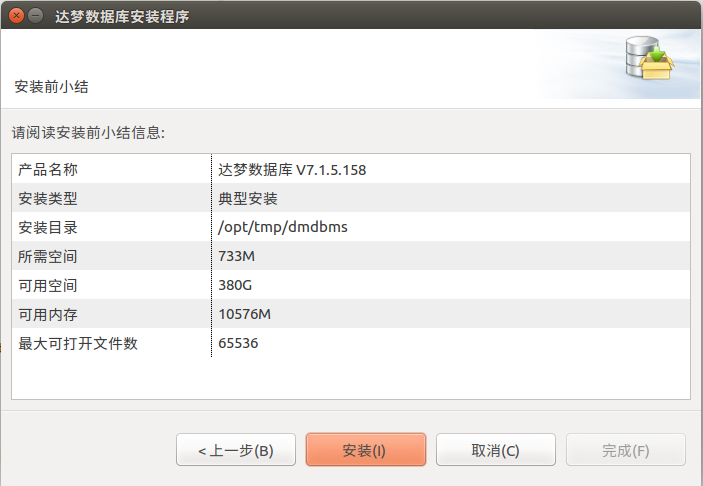 达梦数据库安装程序
安装前小结
请阅读安装前小结信息:
产品名称 达梦数据库 V7.1.5.158
安装类型 典型安装
安装目录 /opt/tmp/dmdbms
所需空间 733M
可用空间 380G
可用内存 10576M
最大可打开文件数 65536
< 上一步(B) 安装(I) 取消(C) 完成(F)